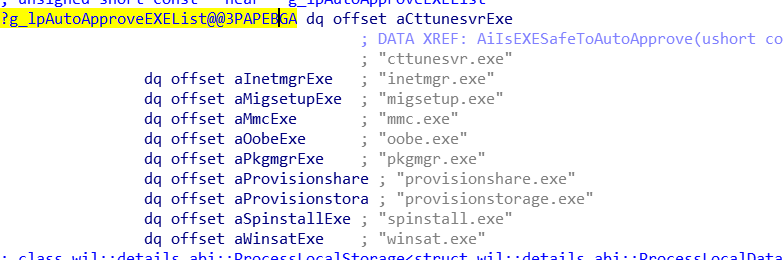 ; unsigned short const * near * g_lpAutoApproveEXEList
?g_lpAutoApproveEXEList@@3PAPEBGA dq offset aCttunesvrExe
; DATA XREF: AiIsEXESafeToAutoApprove(ushort co
; "cttunesvr.exe"
dq offset aInetmgrExe ; "inetmgr.exe"
dq offset aMigsetupExe ; "migsetup.exe"
dq offset aMmcExe ; "mmc.exe"
dq offset aOobeExe ; "oobe.exe"
dq offset aPkgmgrExe ; "pkgmgr.exe"
dq offset aProvisionshare ; "provisionshare.exe"
dq offset aProvisionstora ; "provisionstorage.exe"
dq offset aSpinstallExe ; "spinstall.exe"
dq offset aWinsatExe ; "winsat.exe"
; class wil::details_abi::ProcessLocalStorage<struct wil::details_abi::ProcessLocalData